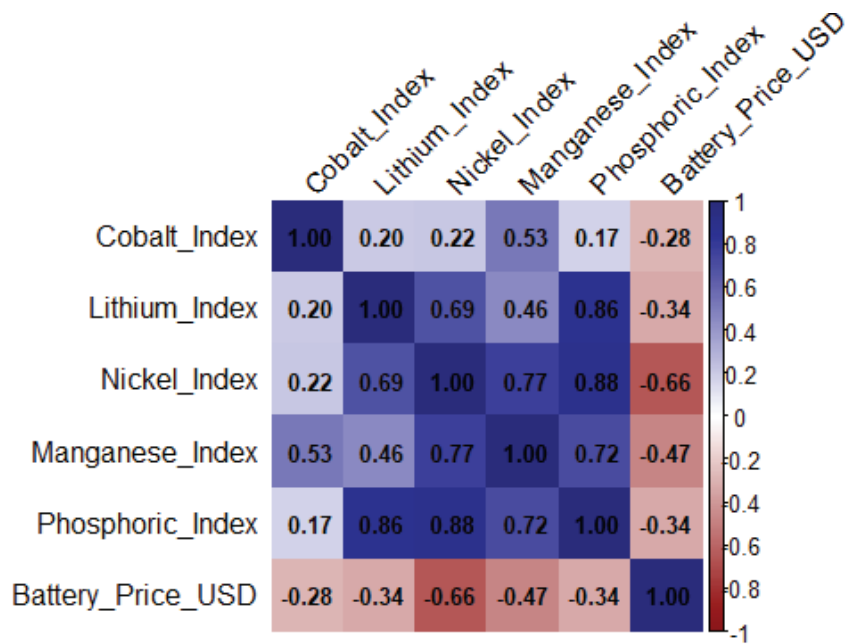 Cobalt_Index
Lithium_Index
Nickel_Index
Manganese_Index
Phosphoric_Index
Battery_Price_USD
Cobalt_Index 1.00 0.20 0.22 0.53 0.17 -0.28
Lithium_Index 0.20 1.00 0.69 0.46 0.86 -0.34
Nickel_Index 0.22 0.69 1.00 0.77 0.88 -0.66
Manganese_Index 0.53 0.46 0.77 1.00 0.72 -0.47
Phosphoric_Index 0.17 0.86 0.88 0.72 1.00 -0.34
Battery_Price_USD -0.28 -0.34 -0.66 -0.47 -0.34 1.00
1
0.8
0.6
0.4
0.2
0
-0.2
-0.4
-0.6
-0.8
-1